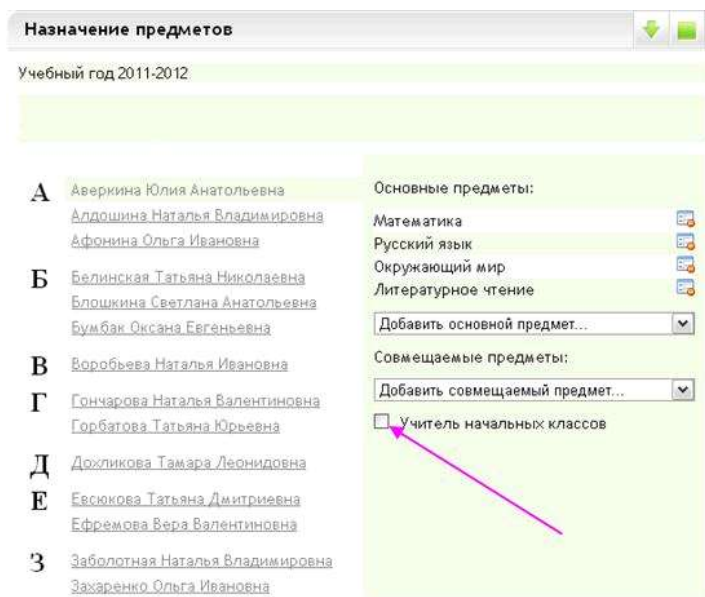 Назначение предметов
Учебный год 2011-2012
А
Аверкина Юлия Анатольевна
Алдошина Наталья Владимировна
Афонина Ольга Ивановна
Б
Белинская Татьяна Николаевна
Блошкина Светлана Анатольевна
Бумбак Оксана Евгеньевна
В
Воробьева Наталья Ивановна
Г
Гончарова Наталья Валентиновна
Горбатова Татьяна Юрьевна
Д
Дохликова Тамара Леонидовна
Е
Евсюкова Татьяна Дмитриевна
Ефремова Вера Валентиновна
З
Заболотная Наталья Владимировна
Захаренко Ольга Ивановна
Основные предметы:
Математика
Русский язык
Окружающий мир
Литературное чтение
Добавить основной предмет...
Совмещаемые предметы:
Добавить совмещаемый предмет...
Учитель начальных классов